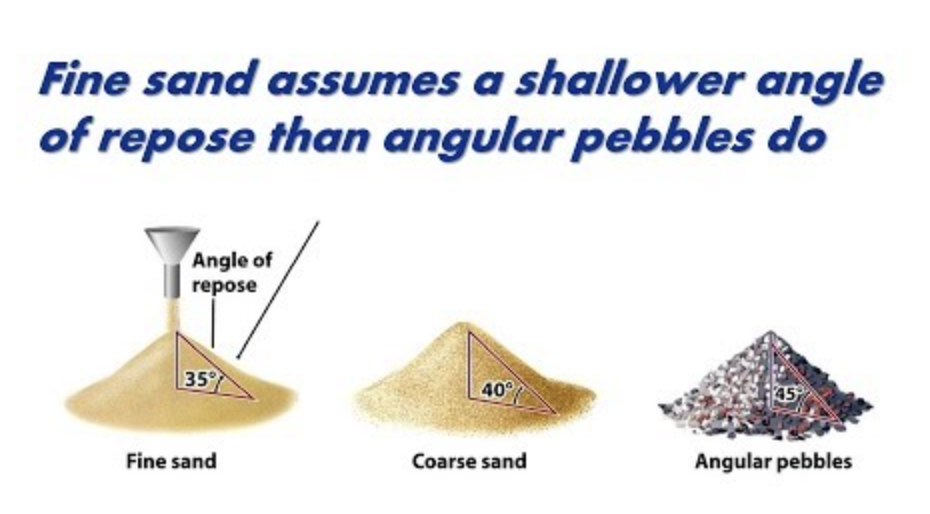 Fine sand assumes a shallower angle
of repose than angular pebbles do
Angle of
repose
35°
40°
45°
Fine sand
Coarse sand
Angular pebbles